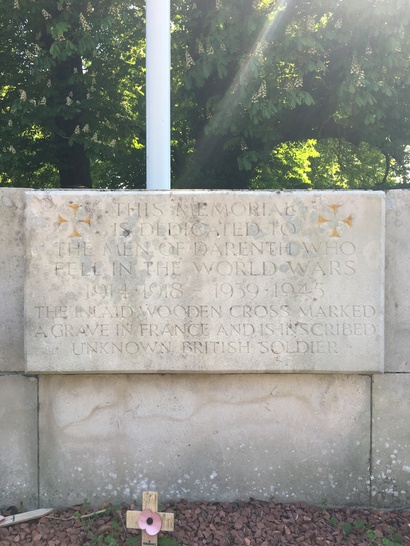 THIS MEMORIAL
IS DEDICATED TO
THE MEN OF DARENTH WHO
FELL IN THE WORLD WARS
1914·1918 1939·1945
THE INLAID WOODEN CROSS MARKED
A GRAVE IN FRANCE AND IS INSCRIBED
UNKNOWN BRITISH SOLDIER